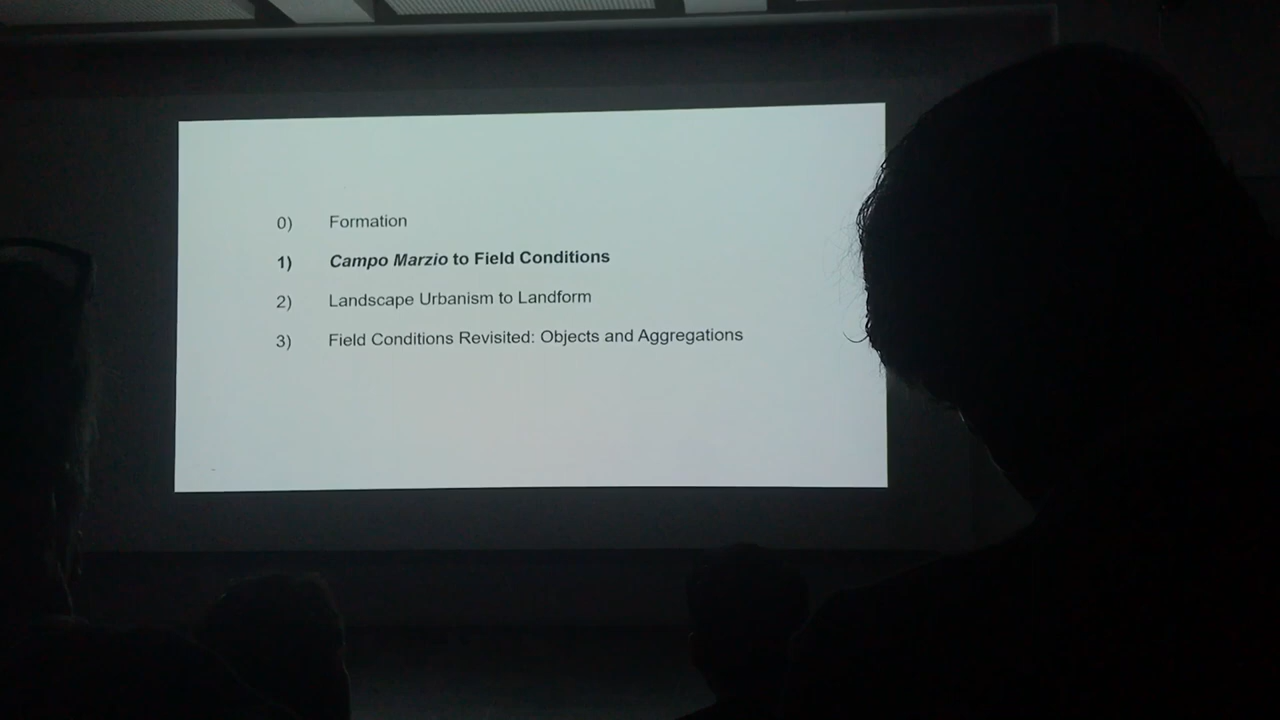 0) Formation
1) Campo Marzio to Field Conditions
2) Landscape Urbanism to Landform
3) Field Conditions Revisited: Objects and Aggregations